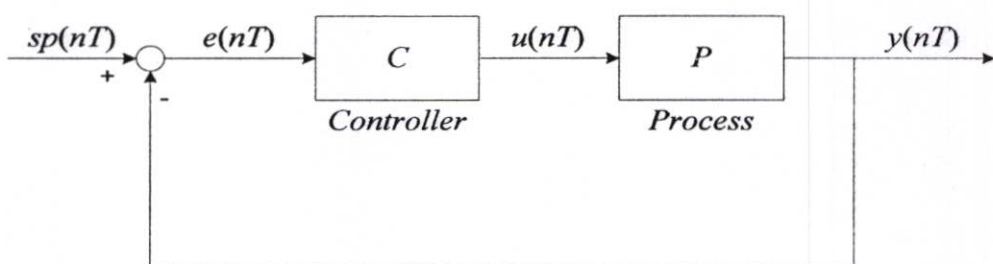 sp(nT) e(nT) C u(nT) P y(nT)
+
-
Controller Process